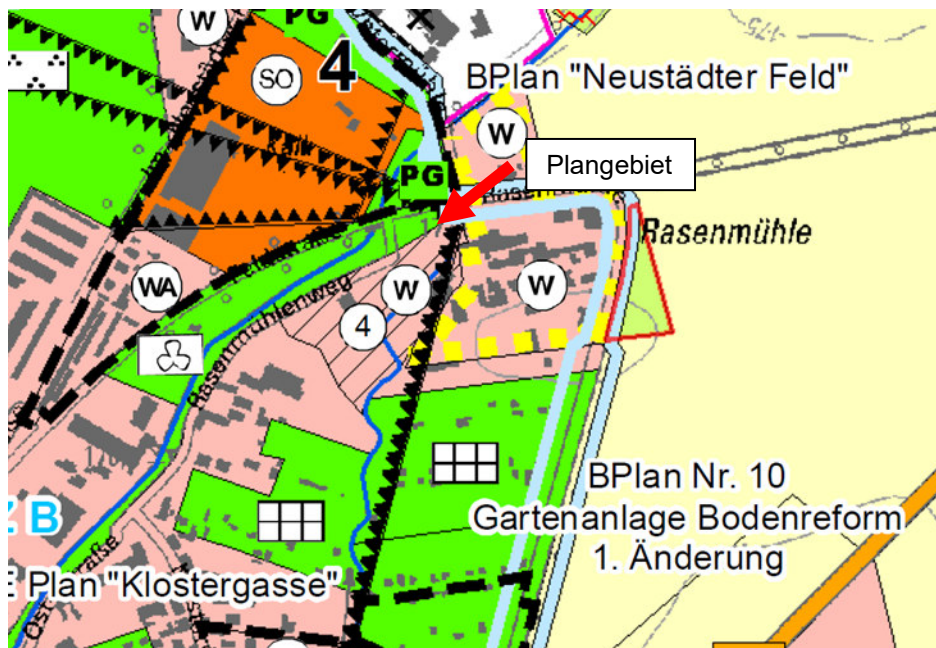 W
PG
SO
4
BPlan "Neustädter Feld"
175
W
Plangebiet
PG
Rasenmühle
WA
Rasenmühlenweg
W
W
4
BPlan Nr. 10
Gartenanlage Bodenreform
1. Änderung
B
Plan "Klostergasse"